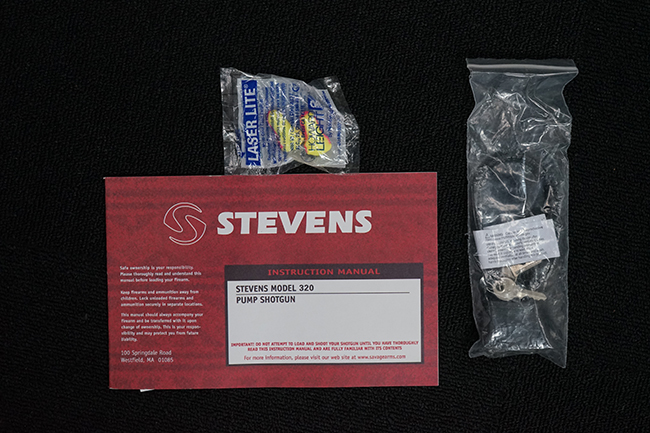 LASER LITE
HOWARD
LEIGHT
STEVENS
Safe ownership is your responsibility.
Please thoroughly read and understand this
manual before loading your firearm.
Keep firearms and ammunition away from
children. Lock unloaded firearms and
ammunition securely in separate locations.
This manual should always accompany your
firearm and be transferred with it upon
change of ownership. This is your respon-
sibility and may protect you from future
liability.
100 Springdale Road
Westfield, MA 01085
INSTRUCTION MANUAL
STEVENS MODEL 320
PUMP SHOTGUN
IMPORTANT: DO NOT ATTEMPT TO LOAD AND SHOOT YOUR SHOTGUN UNTIL YOU HAVE THOROUGHLY
READ THIS INSTRUCTION MANUAL AND ARE FULLY FAMILIAR WITH ITS CONTENTS
For more information, please visit our web site at www.savagearms.com